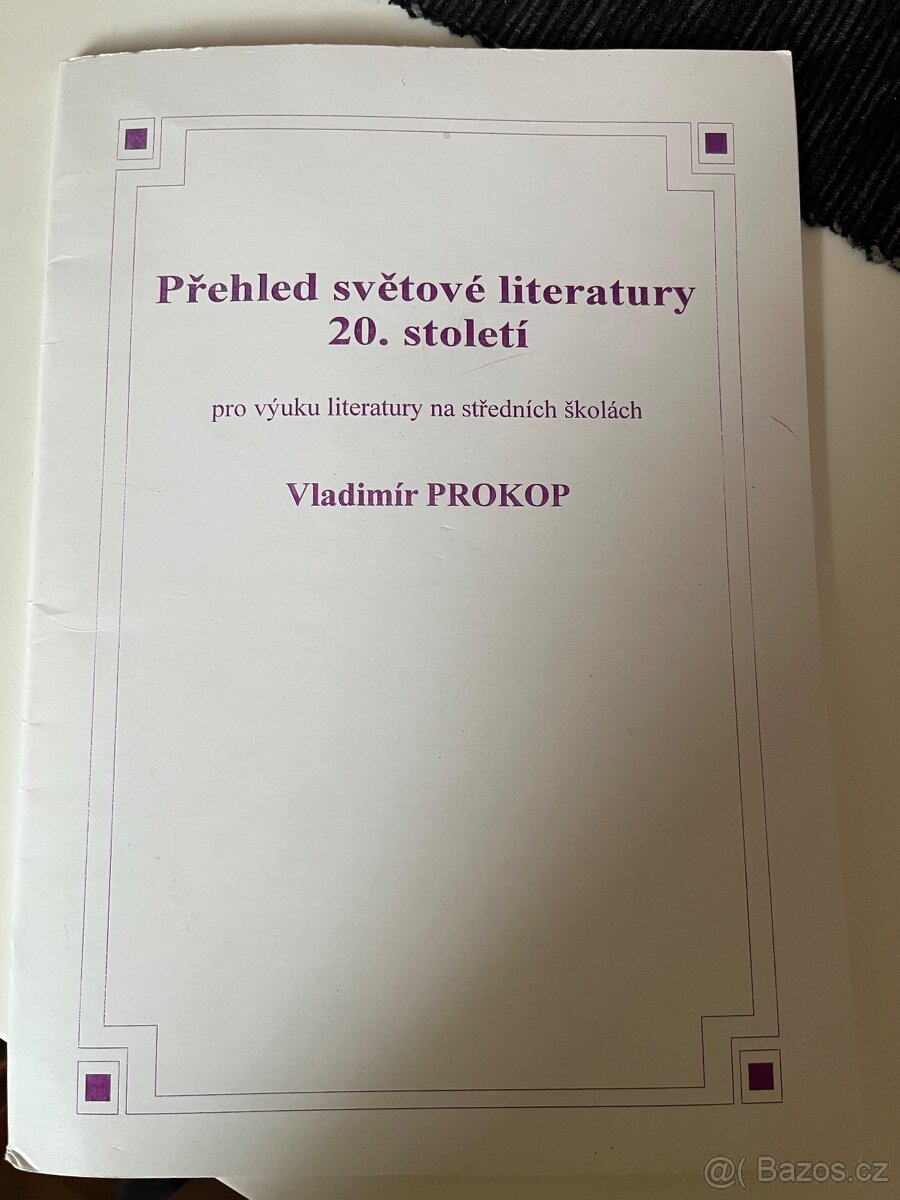 Přehled světové literatury
20. století
pro výuku literatury na středních školách
Vladimír PROKOP
@( Bazos.cz